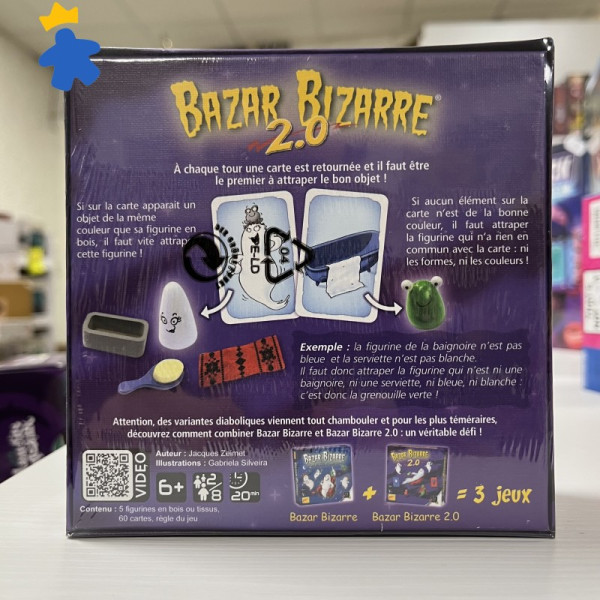 BAZAR BIZARRE®
2.0
À chaque tour une carte est retournée et il faut être
le premier à attraper le bon objet !
Si sur la carte apparait un
objet de la même
couleur que sa figurine en
bois, il faut vite attraper
cette figurine !
Si aucun élément sur la
carte n'est de la bonne
couleur, il faut attraper
la figurine qui n'a rien en
commun avec la carte : ni
les formes, ni les couleurs !
Exemple : la figurine de la baignoire n'est pas
bleue et la serviette n'est pas blanche.
Il faut donc attraper la figurine qui n'est ni une
baignoire, ni une serviette, ni bleue, ni blanche :
c'est donc la grenouille verte !
Attention, des variantes diaboliques viennent tout chambouler et pour les plus téméraires,
découvrez comment combiner Bazar Bizarre et Bazar Bizarre 2.0 : un véritable défi !
VIDEO
Auteur : Jacques Zeimet
Illustrations : Gabriela Silveira
6+
2/8
20min
Contenu : 5 figurines en bois ou tissus,
60 cartes, régle du jeu
BAZAR BIZARRE
+
BAZAR BIZARRE
2.0
= 3 jeux
Bazar Bizarre
Bazar Bizarre 2.0